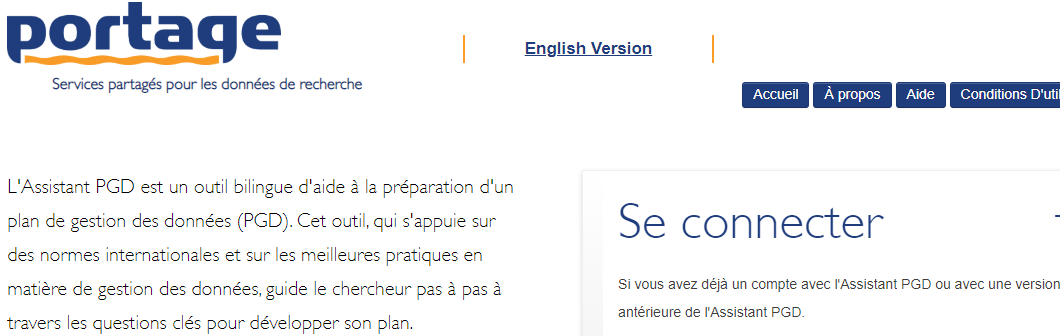 portage
Services partagés pour les données de recherche
English Version
Accueil
À propos
Aide
Conditions D'util
L'Assistant PGD est un outil bilingue d'aide à la préparation d'un
plan de gestion des données (PGD). Cet outil, qui s'appuie sur
des normes internationales et sur les meilleures pratiques en
matière de gestion des données, guide le chercheur pas à pas à
travers les questions clés pour développer son plan.
Se connecter
Si vous avez déjà un compte avec l'Assistant PGD ou avec une version
antérieure de l'Assistant PGD.